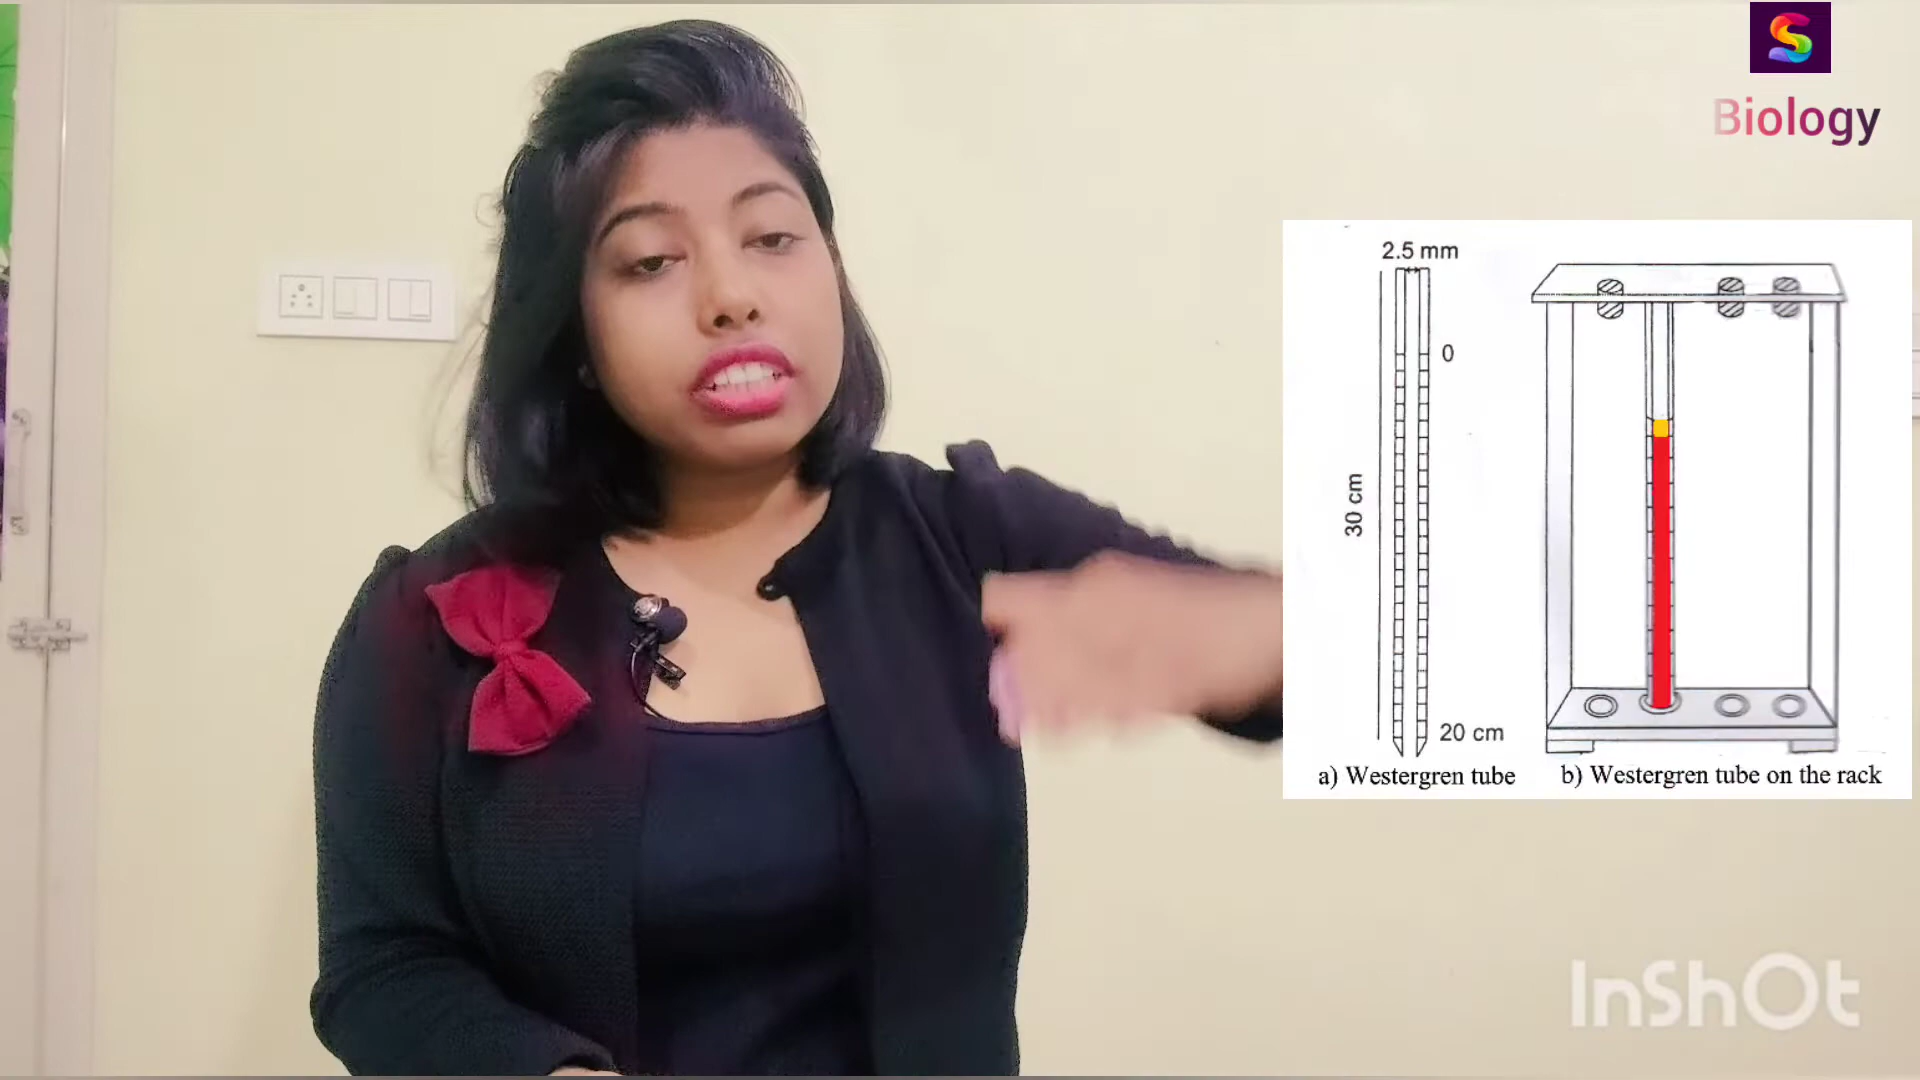 S
Biology
2.5 mm
0
30 cm
20 cm
a) Westergren tube
b) Westergren tube on the rack
InShOt